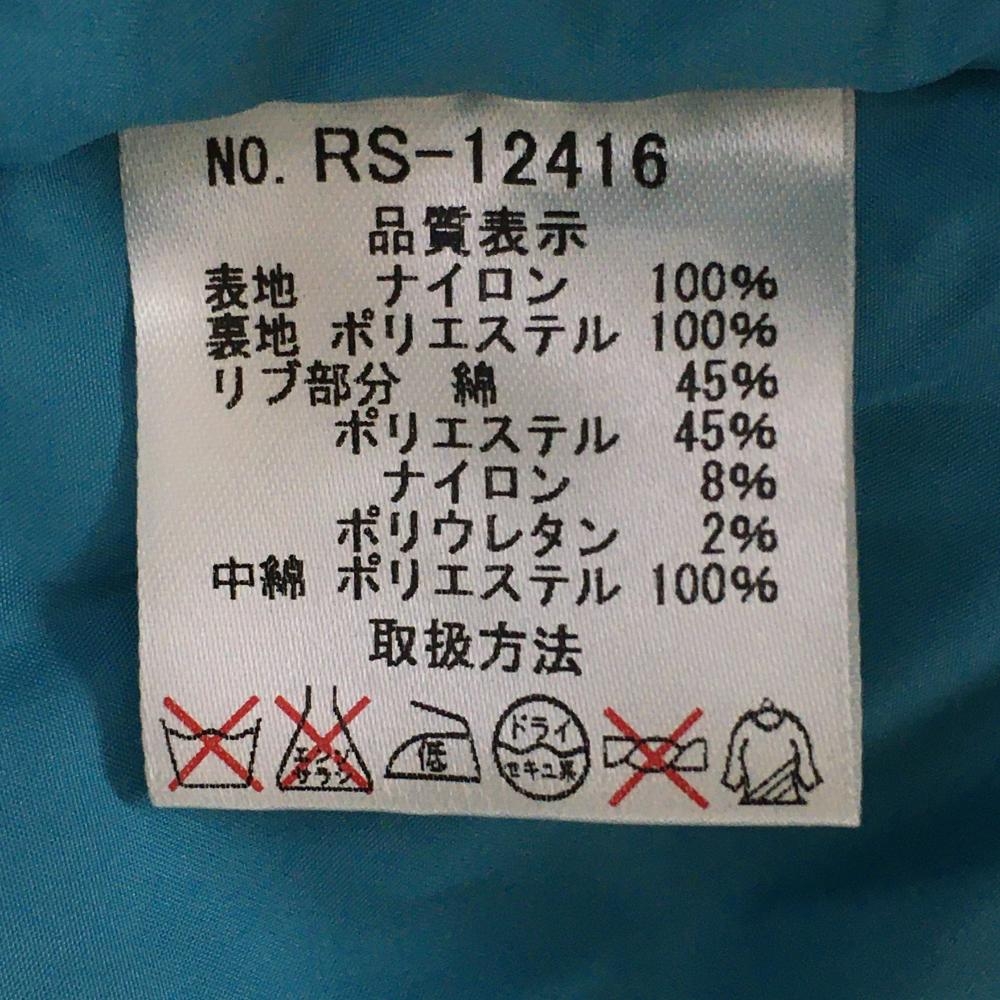 NO. RS-12416
品質表示
表地 ナイロン 100%
裏地 ポリエステル 100%
リブ部分 綿 45%
ポリエステル 45%
ナイロン 8%
ポリウレタン 2%
中綿 ポリエステル 100%
取扱方法
エンソ
サラシ
低
ドライ
セキユ系